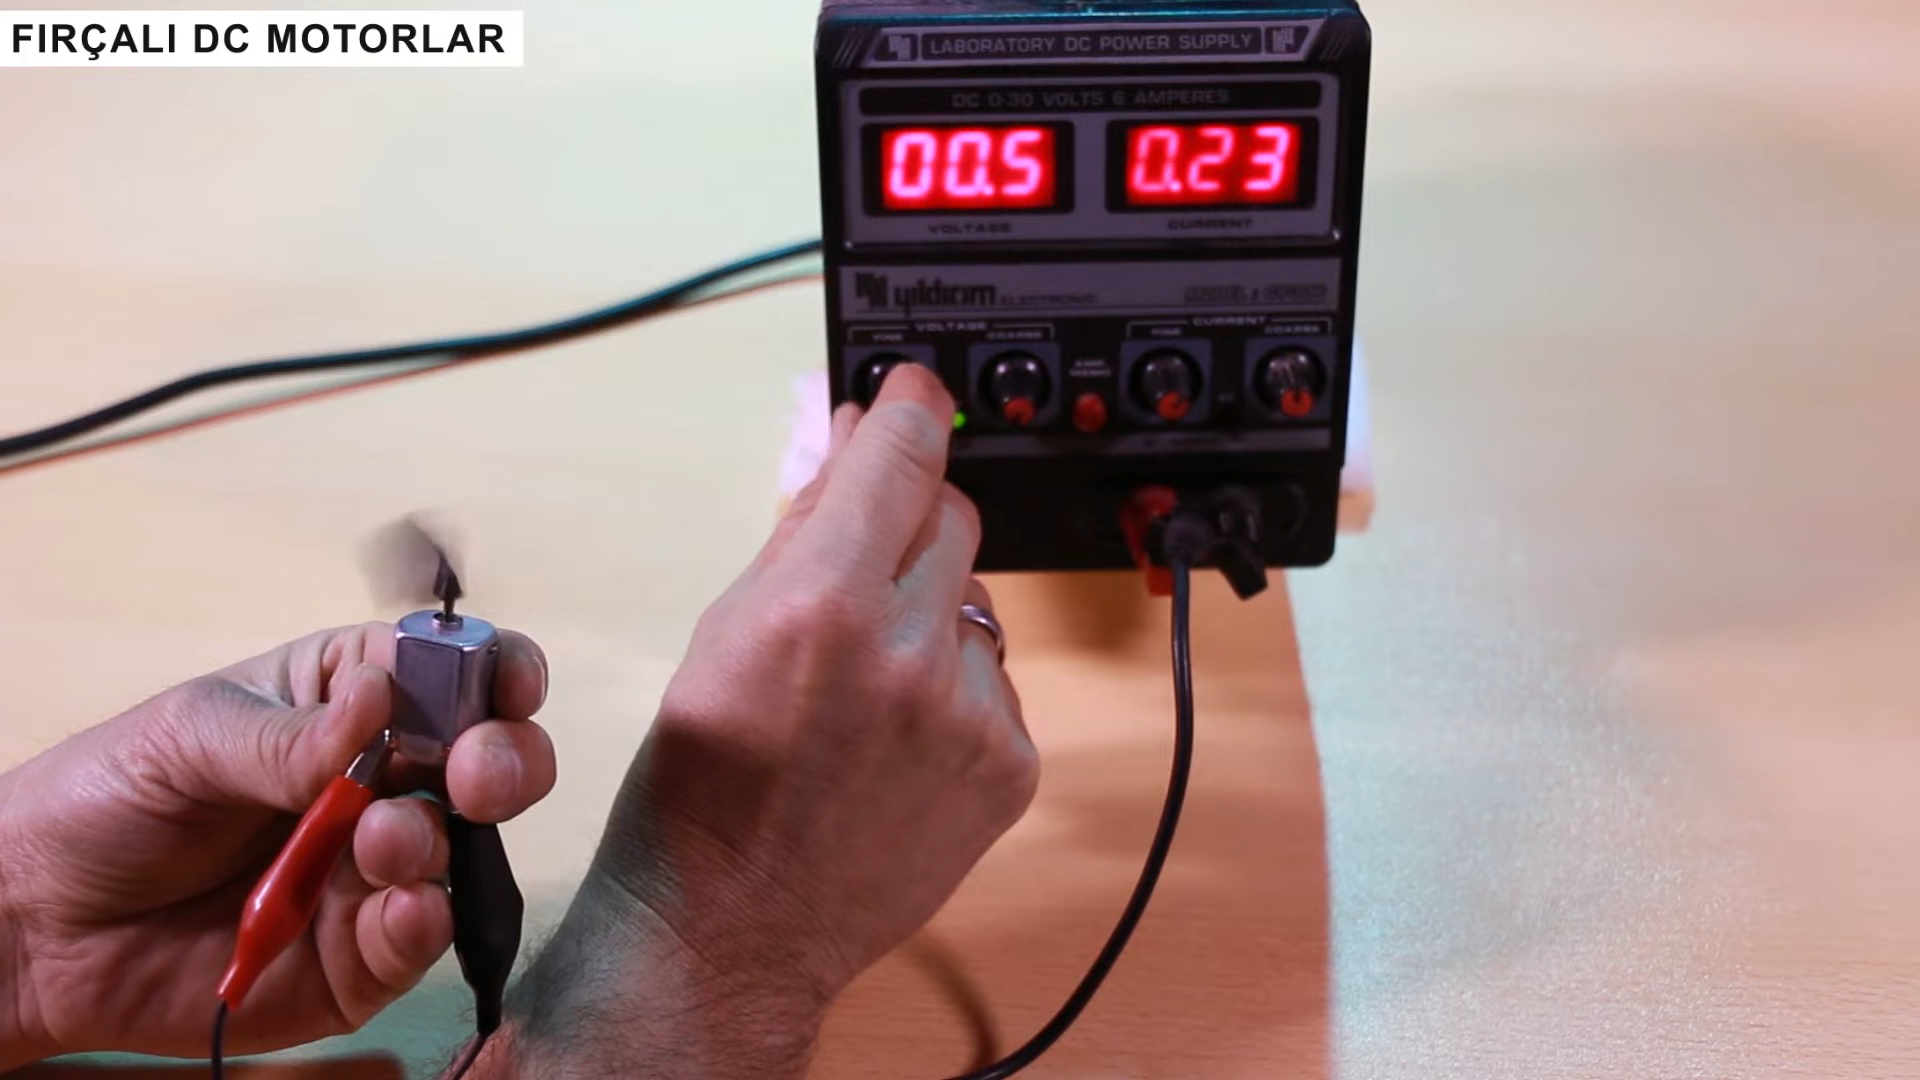 FIRÇALI DC MOTORLAR
LABORATORY DC POWER SUPPLY
DC 0-30 VOLTS 6 AMPERES
00.5 0.23
VOLTAGE CURRENT
yıldırım ELECTRONIC
VOLTAGE CURRENT
FINE COARSE FINE COARSE